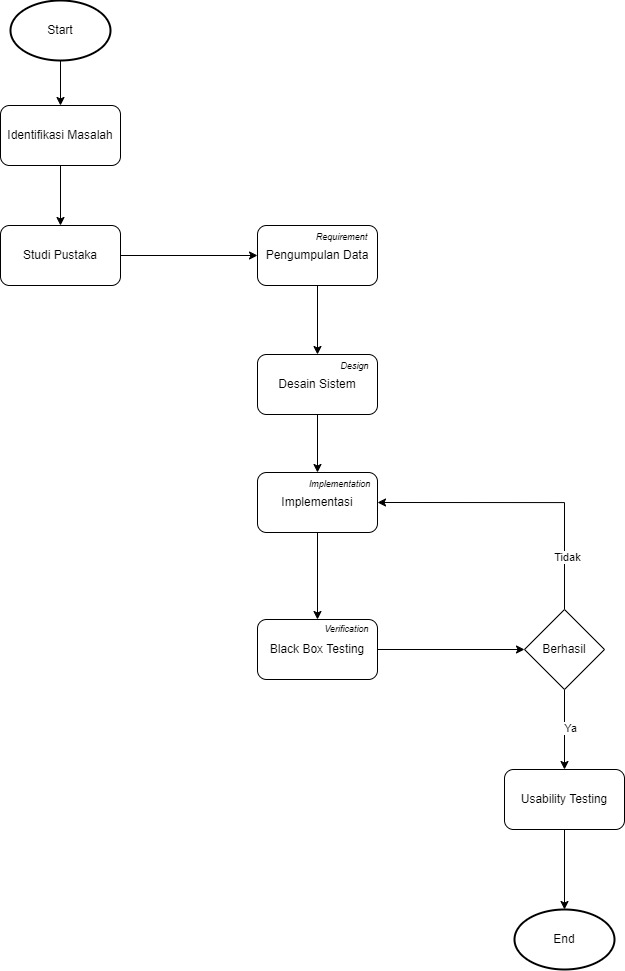 Start
Identifikasi Masalah
Studi Pustaka
Requirement
Pengumpulan Data
Design
Desain Sistem
Implementation
Implementasi
Tidak
Verification
Black Box Testing
Berhasil
Ya
Usability Testing
End